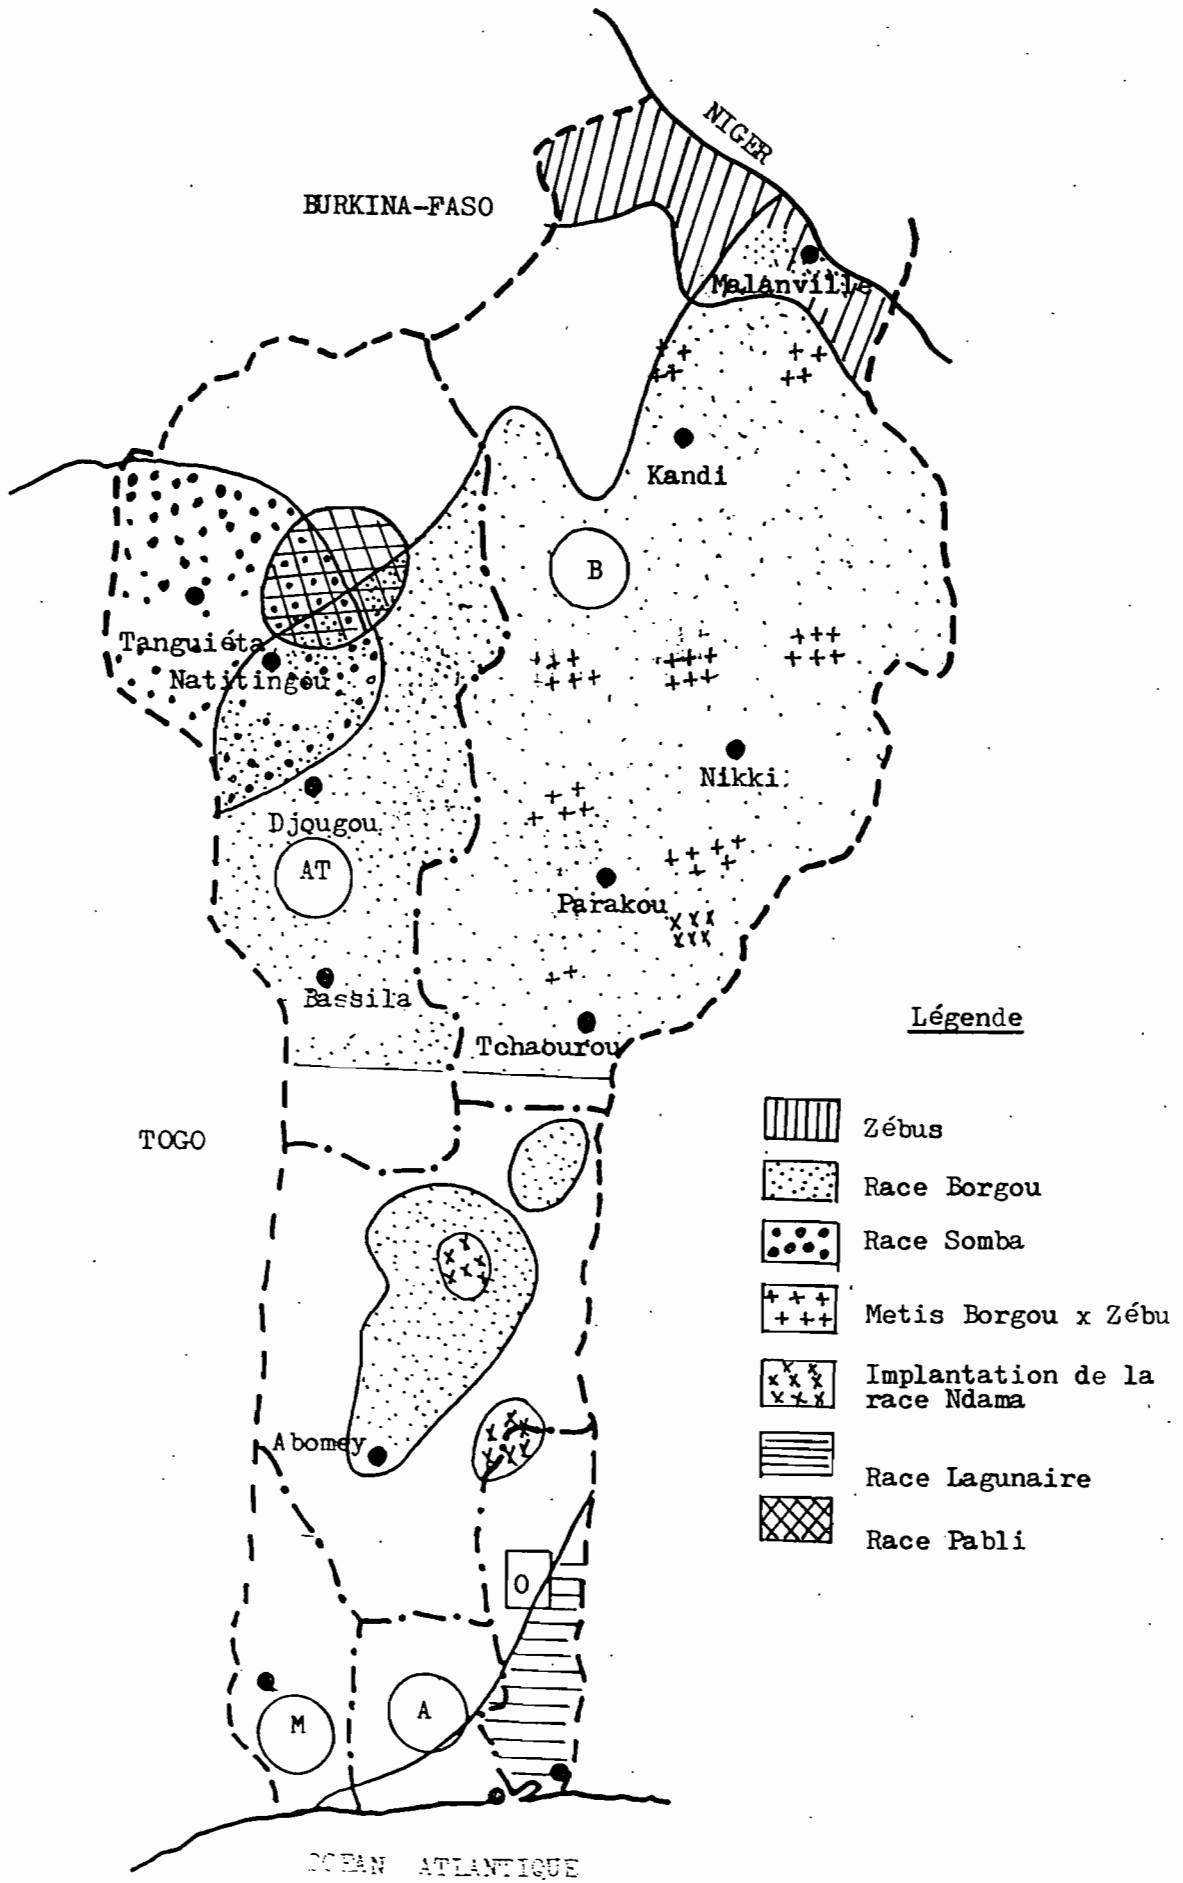 NIGER
BURKINA-FASO
Malanville
Kandi
B
Tanguiéta
Natitingou
Nikki
Djougou
AT
Parakou
Bassila
Tchaourou
Légende
TOGO
Zébus
Race Borgou
Race Somba
Metis Borgou x Zébu
Implantation de la
race Ndama
Abomey
Race Lagunaire
Race Pabli
O
M
A
OCEAN ATLANTIQUE